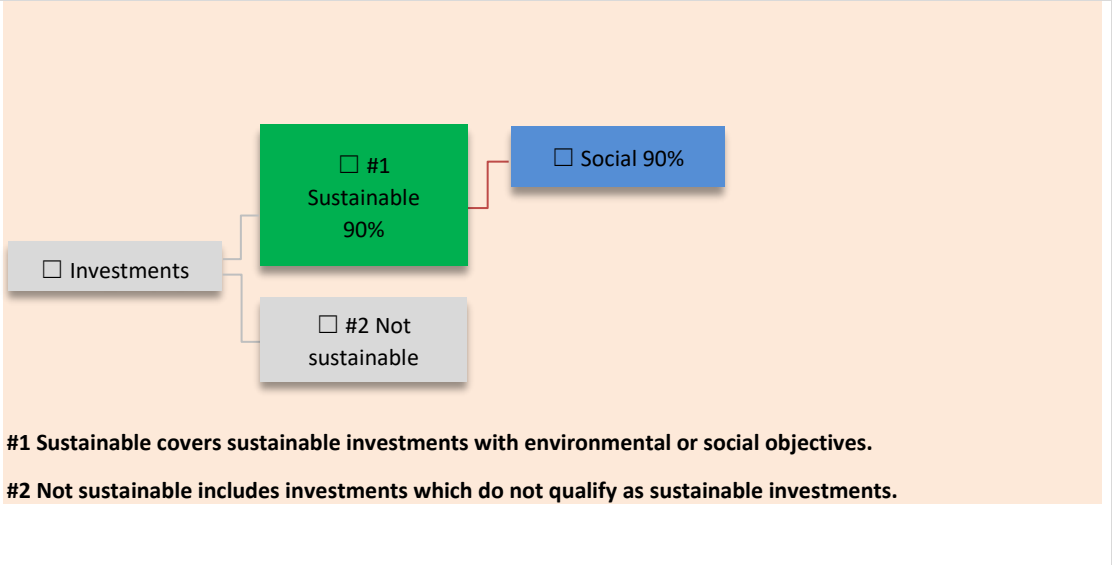 ☐ #1
Sustainable
90%
☐ Social 90%
☐ Investments
☐ #2 Not
sustainable
#1 Sustainable covers sustainable investments with environmental or social objectives.
#2 Not sustainable includes investments which do not qualify as sustainable investments.